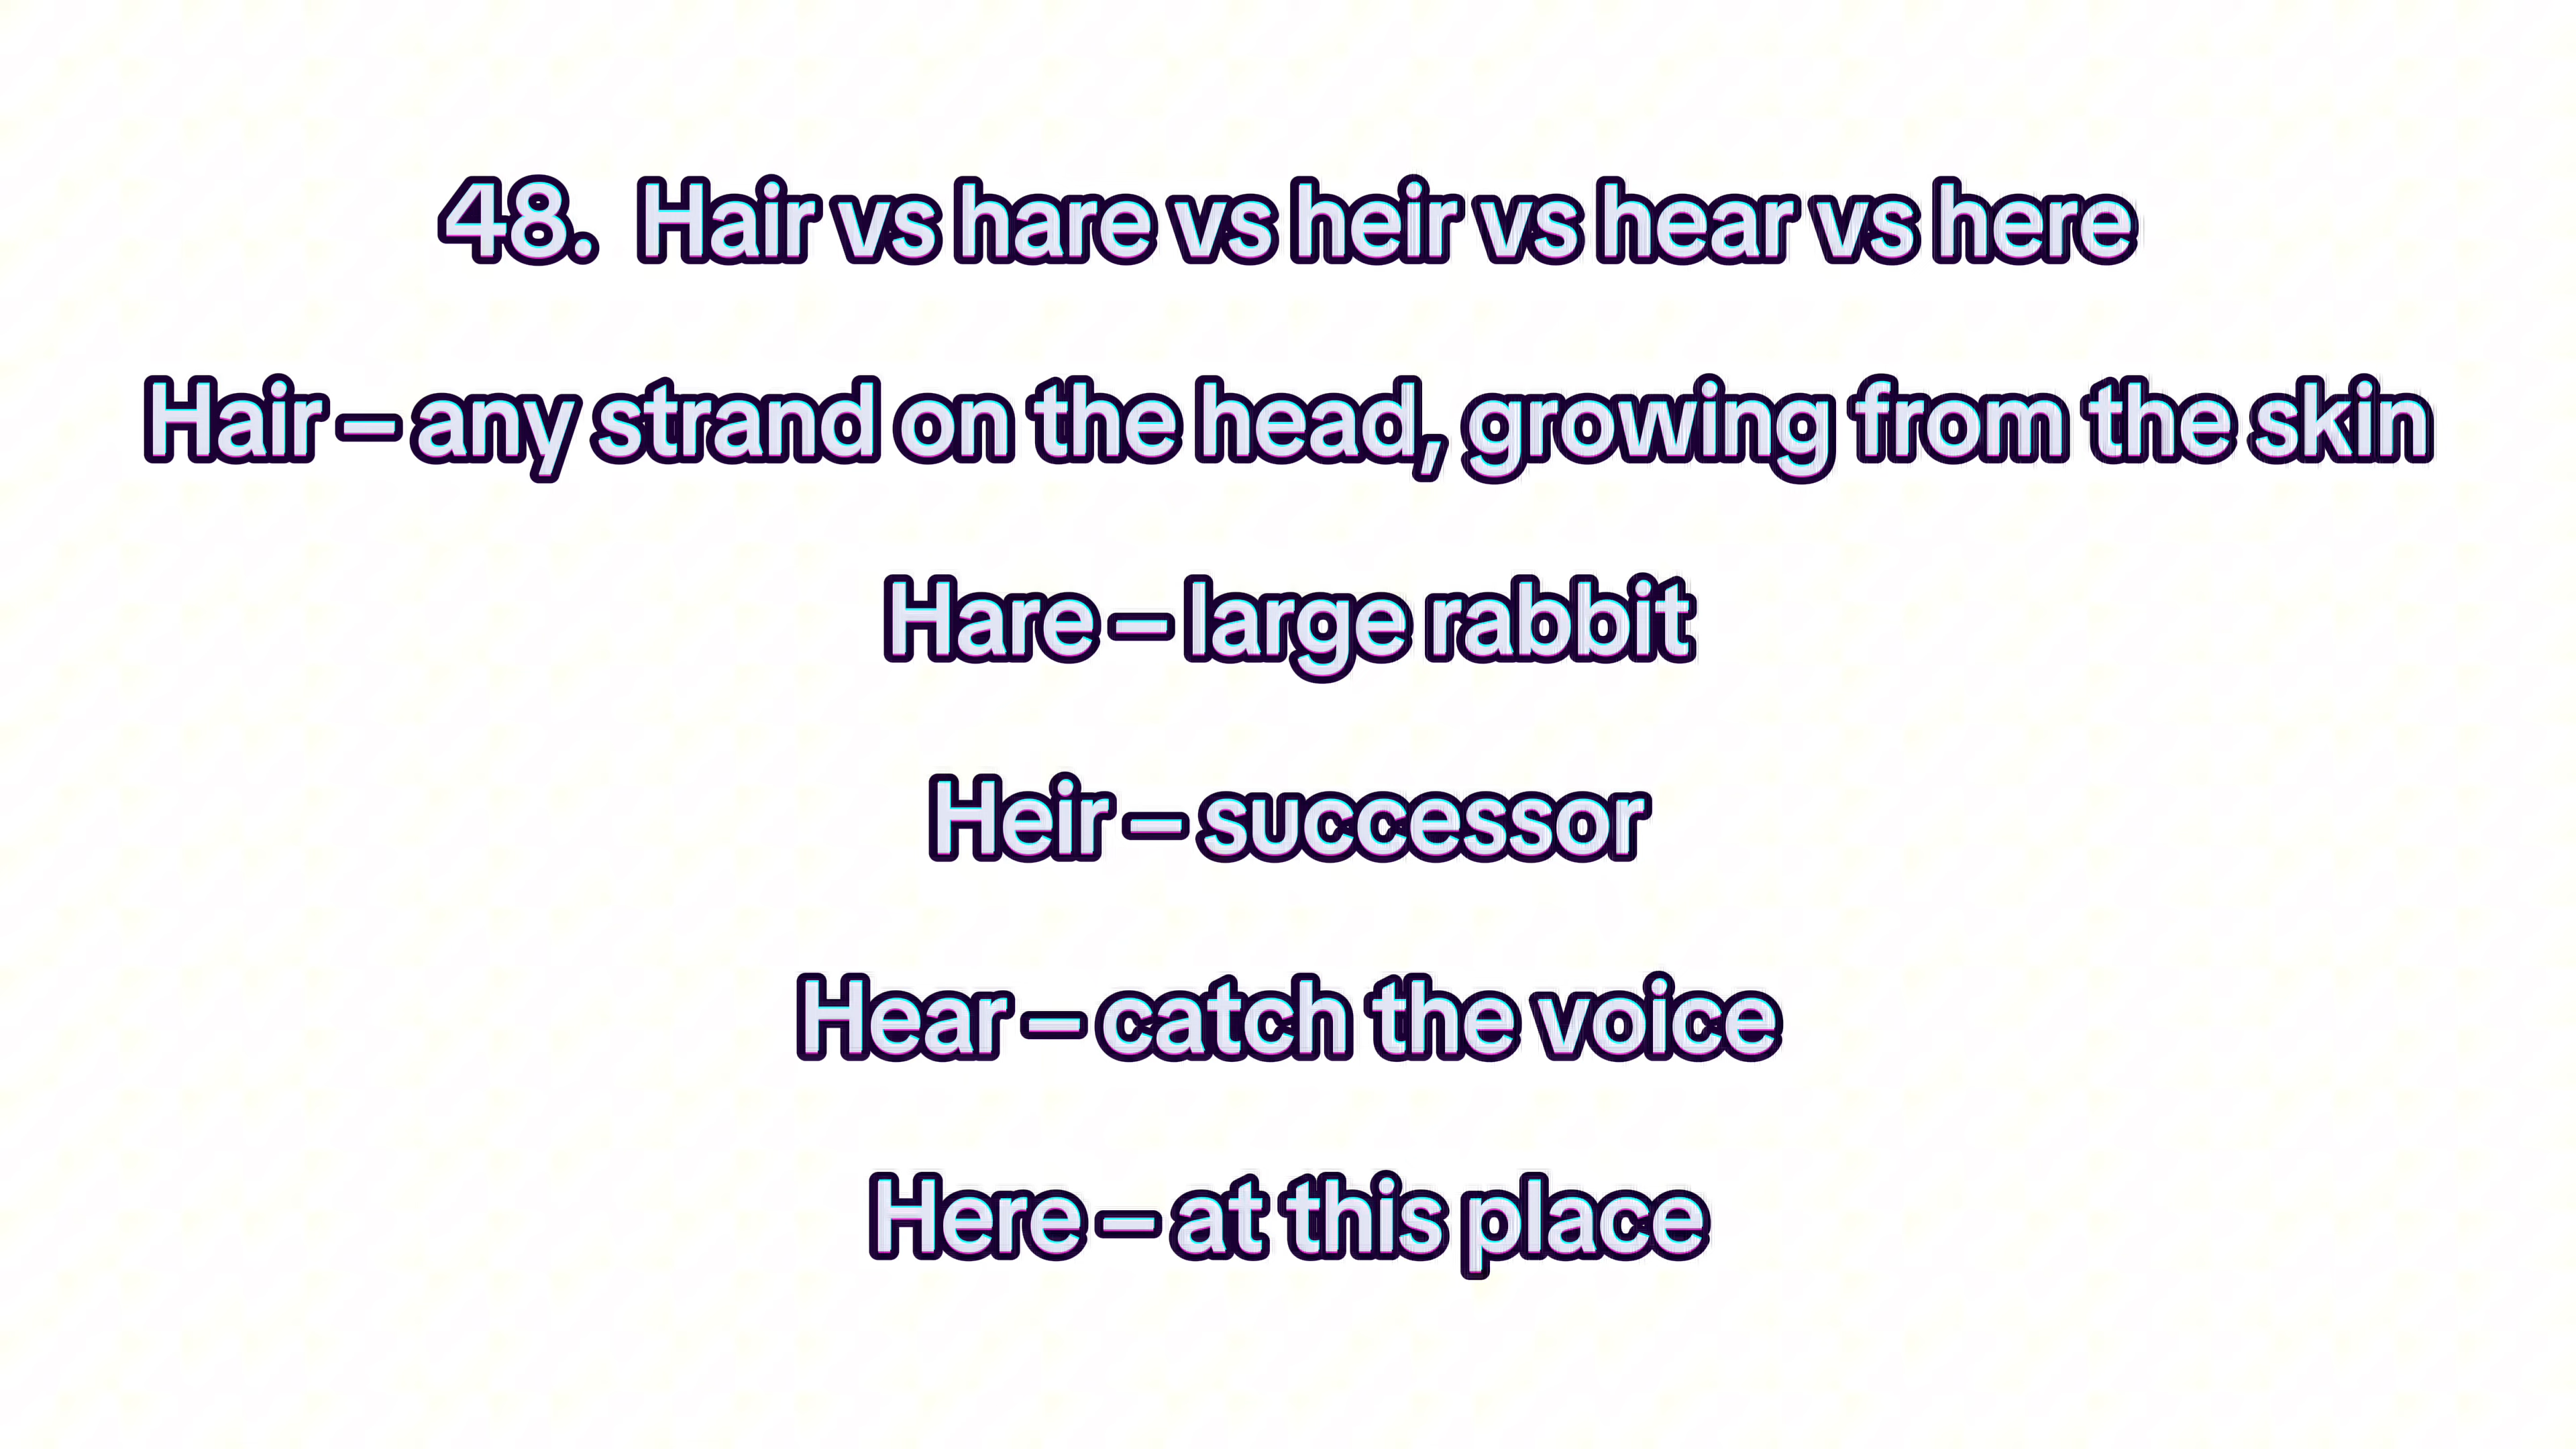 48. Hair vs hare vs heir vs hear vs here
Hair – any strand on the head, growing from the skin
Hare – large rabbit
Heir – successor
Hear – catch the voice
Here – at this place